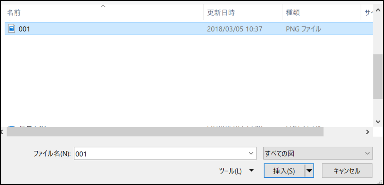 名前 更新日時 種類 サイ
001 2018/03/05 10:37 PNG ファイル
ファイル名(N): 001 すべての図
ツール(L) 挿入(S) キャンセル